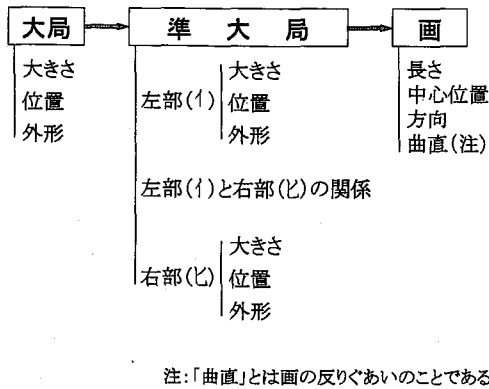 大局
準大局
画
大きさ
位置
外形
左部(亻)
大きさ
位置
外形
左部(亻)と右部(匕)の関係
右部(匕)
大きさ
位置
外形
長さ
中心位置
方向
曲直(注)
注:「曲直」とは画の反りぐあいのことである